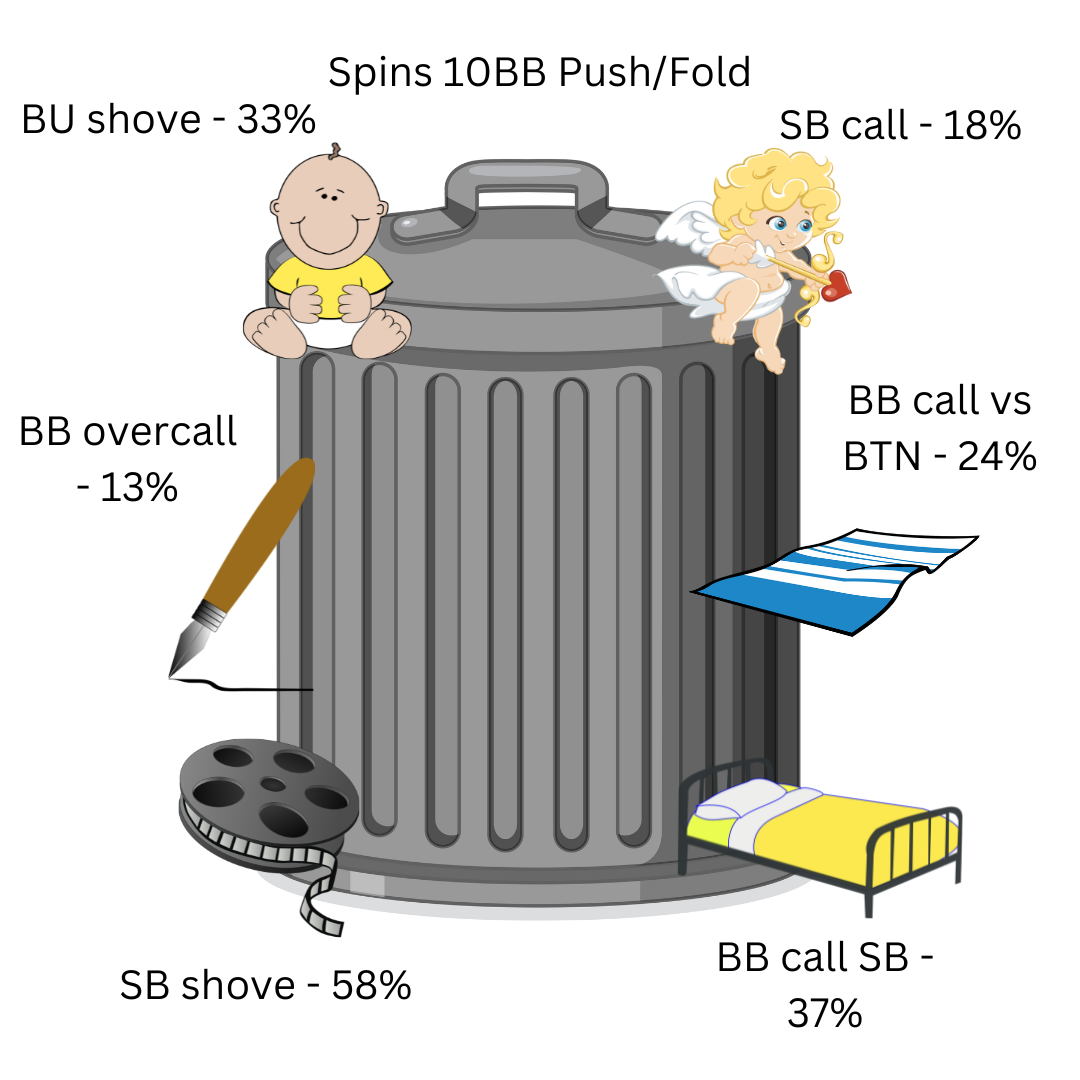 Spins 10BB Push/Fold
BU shove - 33%
SB call - 18%
BB overcall
- 13%
BB call vs
BTN - 24%
SB shove - 58%
BB call SB -
37%